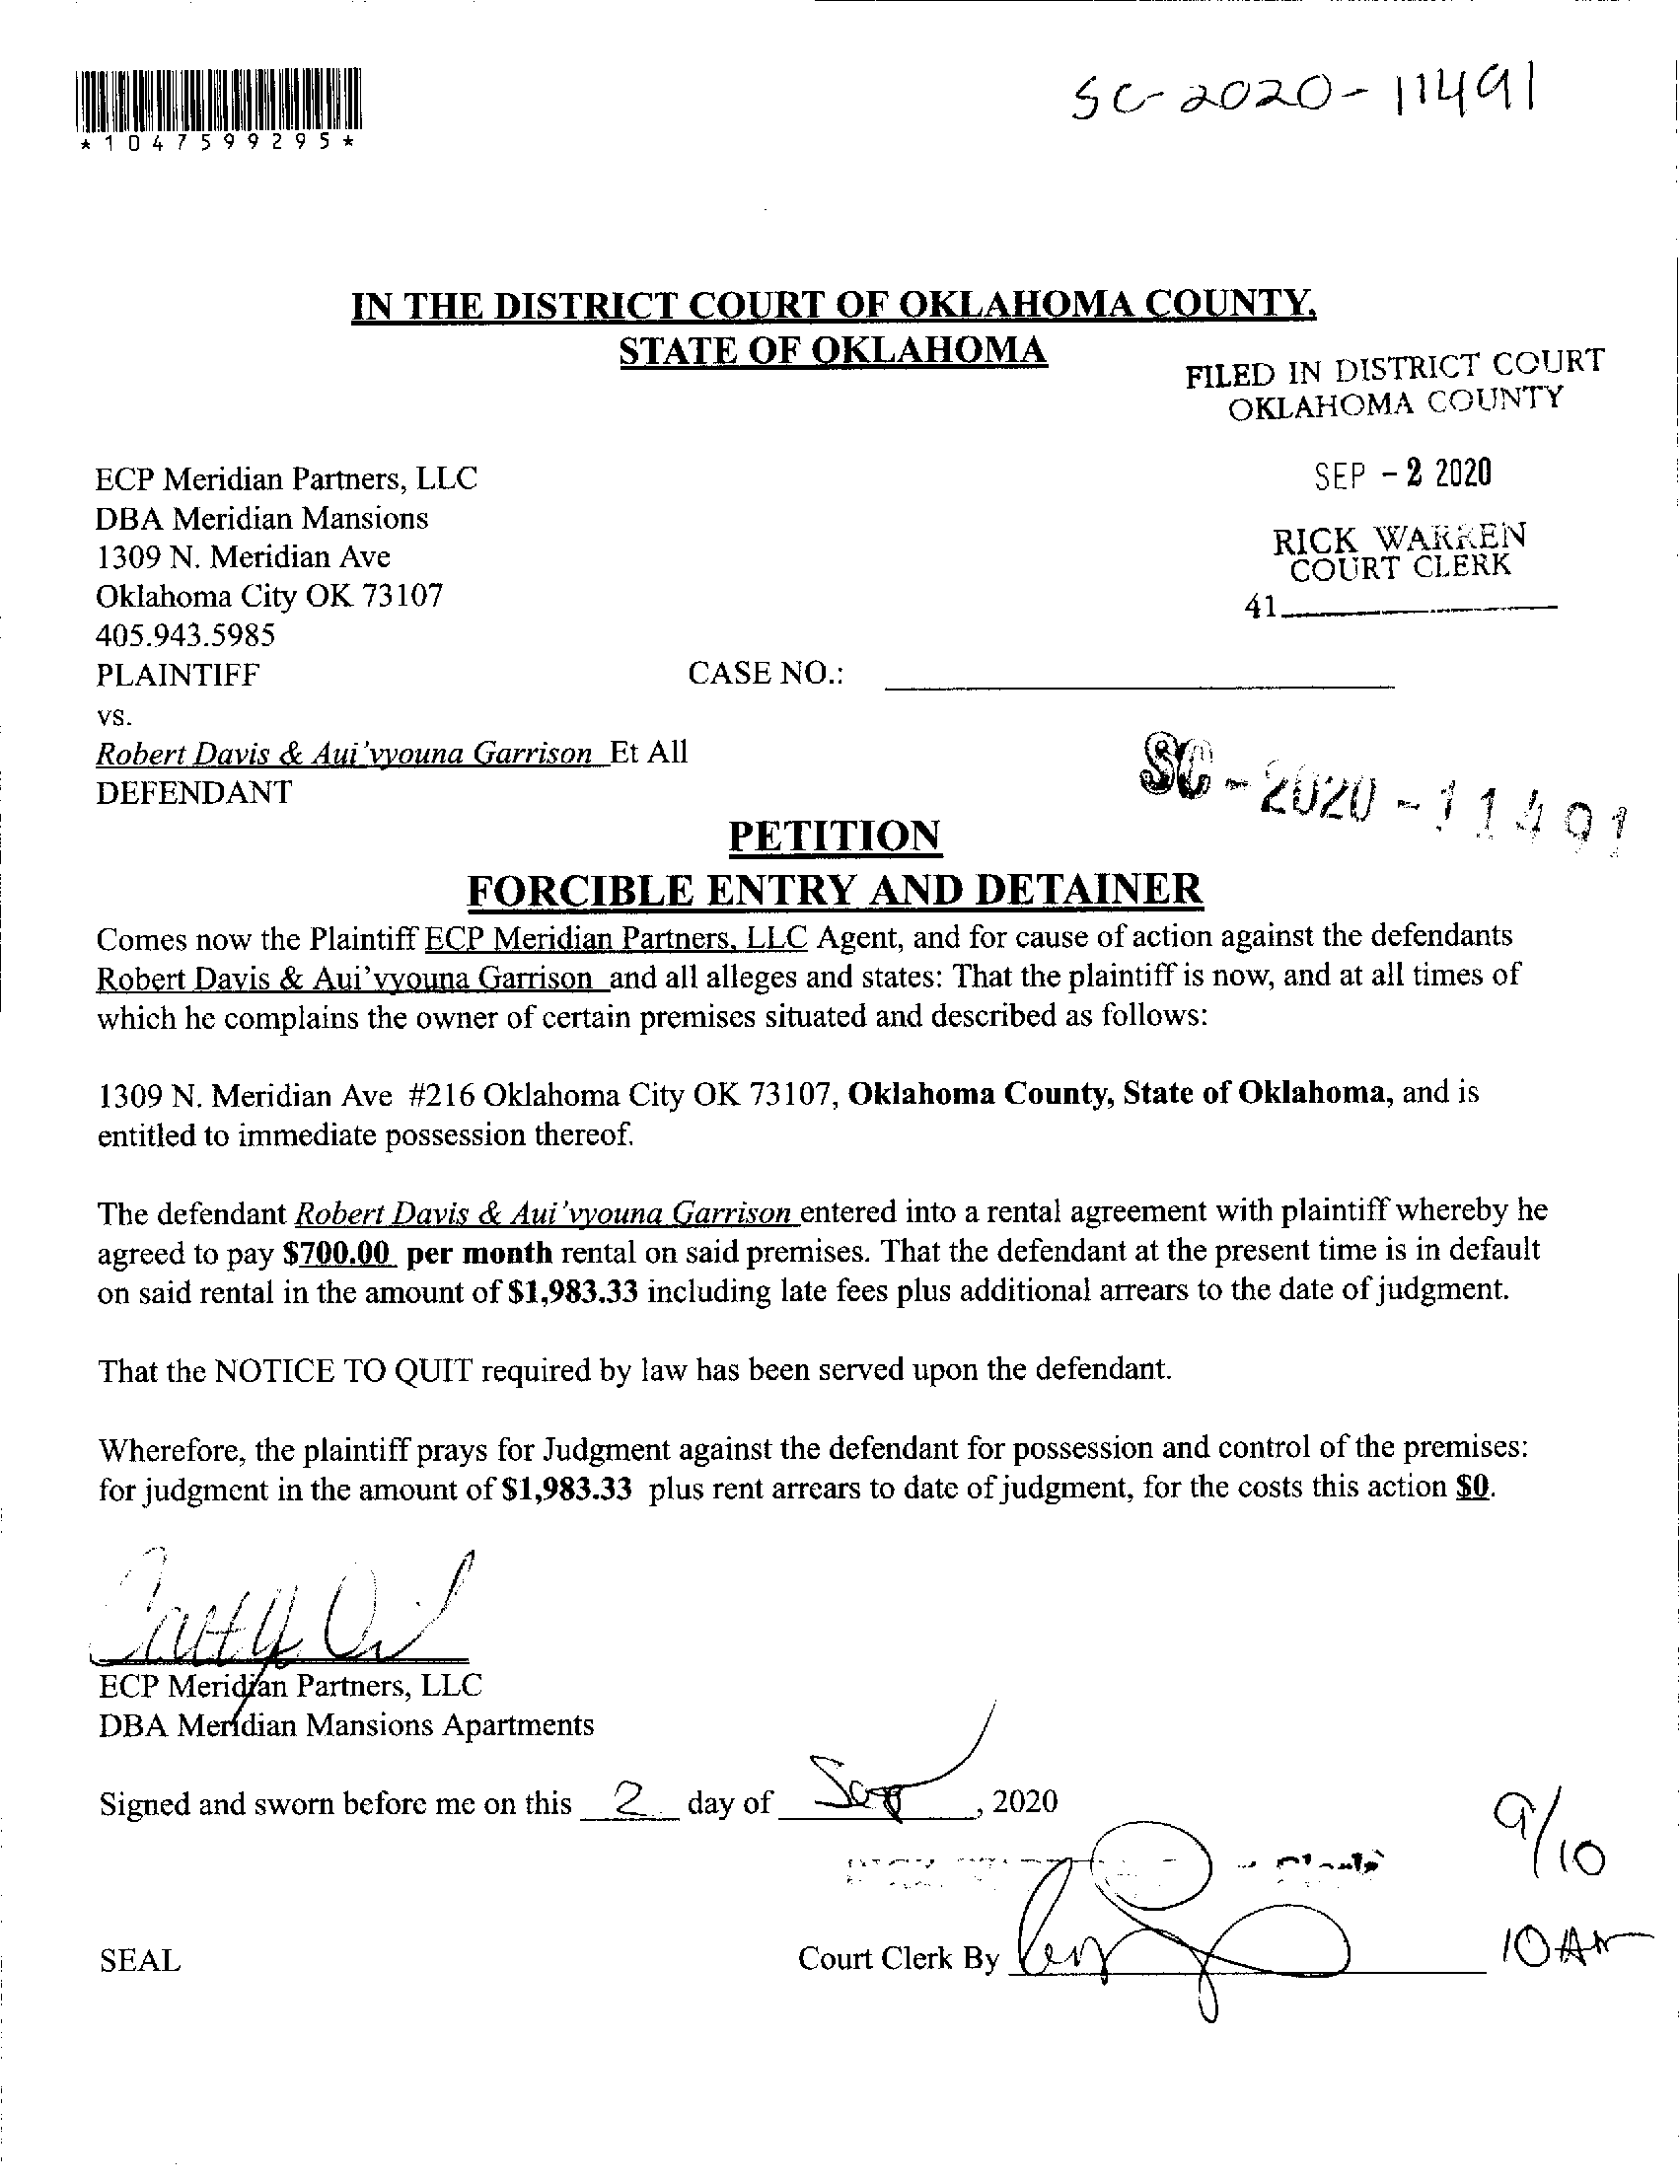 SC-2020-11491
*1047599295*
IN THE DISTRICT COURT OF OKLAHOMA COUNTY,
STATE OF OKLAHOMA
FILED IN DISTRICT COURT
OKLAHOMA COUNTY
SEP - 2 2020
RICK WARREN
COURT CLERK
41
ECP Meridian Partners, LLC
DBA Meridian Mansions
1309 N. Meridian Ave
Oklahoma City OK 73107
405.943.5985
PLAINTIFF
CASE NO.:
vs.
Robert Davis & Aui'vyouna Garrison Et All
DEFENDANT
SC - 2020 - 11491
PETITION
FORCIBLE ENTRY AND DETAINER
Comes now the Plaintiff ECP Meridian Partners, LLC Agent, and for cause of action against the defendants
Robert Davis & Aui'vyouna Garrison and all alleges and states: That the plaintiff is now, and at all times of
which he complains the owner of certain premises situated and described as follows:
1309 N. Meridian Ave #216 Oklahoma City OK 73107, Oklahoma County, State of Oklahoma, and is
entitled to immediate possession thereof.
The defendant Robert Davis & Aui'vyouna Garrison entered into a rental agreement with plaintiff whereby he
agreed to pay $700.00 per month rental on said premises. That the defendant at the present time is in default
on said rental in the amount of $1,983.33 including late fees plus additional arrears to the date of judgment.
That the NOTICE TO QUIT required by law has been served upon the defendant.
Wherefore, the plaintiff prays for Judgment against the defendant for possession and control of the premises:
for judgment in the amount of $1,983.33 plus rent arrears to date of judgment, for the costs this action $0.
ECP Meridian Partners, LLC
DBA Meridian Mansions Apartments
Signed and sworn before me on this 2 day of Sept, 2020
9/10
SEAL
Court Clerk By
10 AM